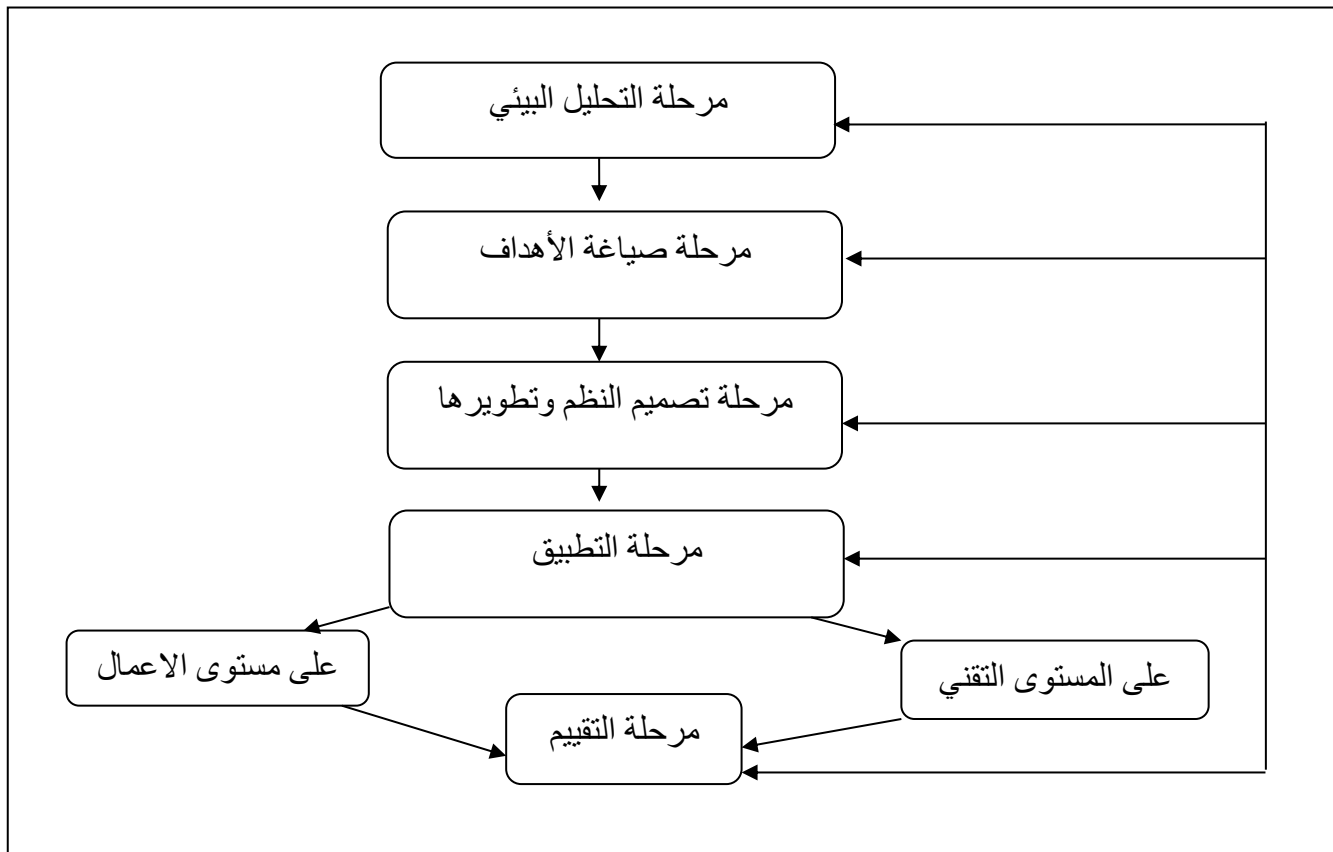 مرحلة التحليل البيئي
مرحلة صياغة الأهداف
مرحلة تصميم النظم وتطويرها
مرحلة التطبيق
على المستوى التقني
على مستوى الاعمال
مرحلة التقييم